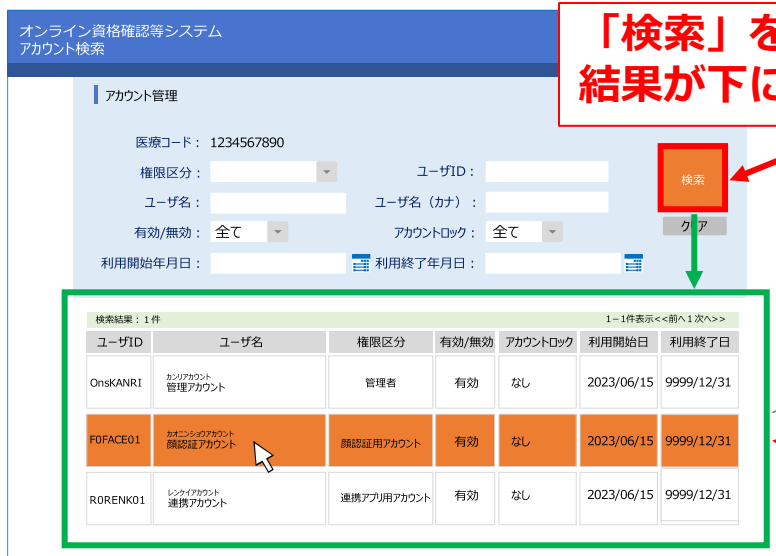 オンライン資格確認等システム
アカウント検索
「検索」を
結果が下に
アカウント管理
医療コード： 1234567890
権限区分：
ユーザID：
検索
ユーザ名：
ユーザ名（カナ）：
有効/無効： 全て
アカウントロック： 全て
クリア
利用開始年月日：
利用終了年月日：
検索結果：1件 1－1件表示<<前へ1次へ>>
ユーザID ユーザ名 権限区分 有効/無効 アカウントロック 利用開始日 利用終了日
カンリアカウント
OnsKANRI 管理アカウント 管理者 有効 なし 2023/06/15 9999/12/31
カオニンショウアカウント
F0FACE01 顔認証アカウント 顔認証用アカウント 有効 なし 2023/06/15 9999/12/31
レンケイアカウント
R0RENK01 連携アカウント 連携アプリ用アカウント 有効 なし 2023/06/15 9999/12/31